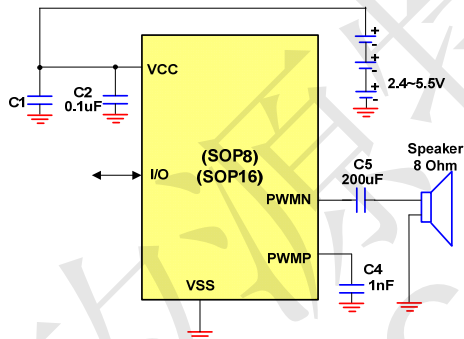 VCC
C1
C2
0.1uF
+
-
+
-
+
-
2.4~5.5V
(SOP8)
(SOP16)
I/O
PWMN
C5
200uF
Speaker
8 Ohm
PWMP
C4
1nF
VSS